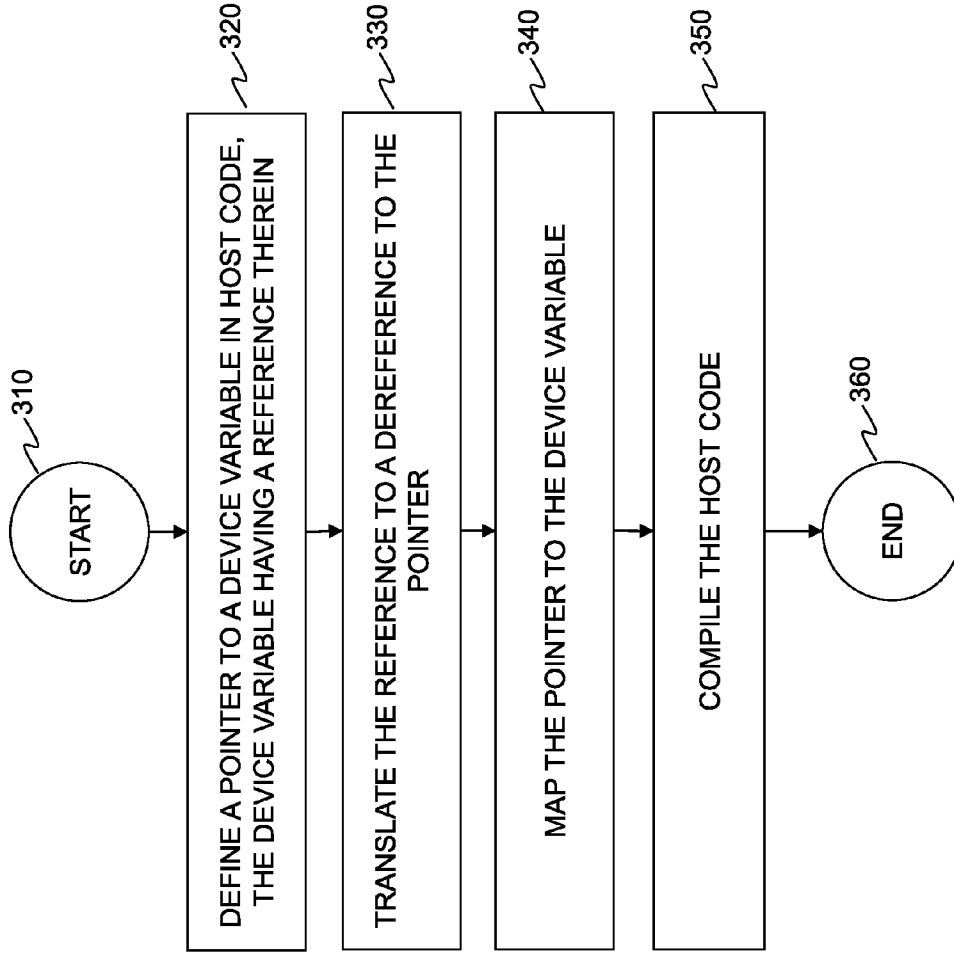 START
310
DEFINE A POINTER TO A DEVICE VARIABLE IN HOST CODE,
THE DEVICE VARIABLE HAVING A REFERENCE THEREIN
320
TRANSLATE THE REFERENCE TO A DEREFERENCE TO THE
POINTER
330
MAP THE POINTER TO THE DEVICE VARIABLE
340
COMPILE THE HOST CODE
350
END
360